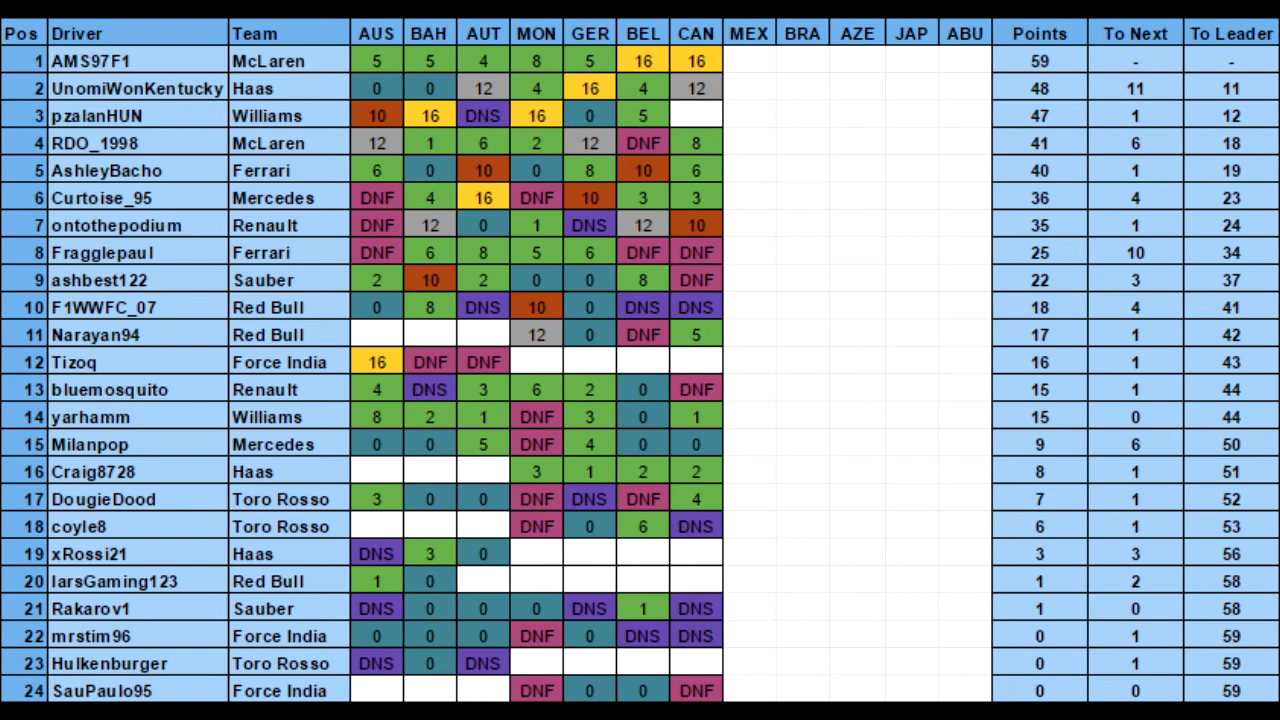 Pos Driver Team AUS BAH AUT MON GER BEL CAN MEX BRA AZE JAP ABU Points To Next To Leader
1 AMS97F1 McLaren 5 5 4 8 5 16 16 59 - -
2 UnomiWonKentucky Haas 0 0 12 4 16 4 12 48 11 11
3 pzalanHUN Williams 10 16 DNS 16 0 5 47 1 12
4 RDO_1998 McLaren 12 1 6 2 12 DNF 8 41 6 18
5 AshleyBacho Ferrari 6 0 10 0 8 10 6 40 1 19
6 Curtoise_95 Mercedes DNF 4 16 DNF 10 3 3 36 4 23
7 ontothepodium Renault DNF 12 0 1 DNS 12 10 35 1 24
8 Fragglepaul Ferrari DNF 6 8 5 6 DNF DNF 25 10 34
9 ashbest122 Sauber 2 10 2 0 0 8 DNF 22 3 37
10 F1WWFC_07 Red Bull 0 8 DNS 10 0 DNS DNS 18 4 41
11 Narayan94 Red Bull 12 0 DNF 5 17 1 42
12 Tizoq Force India 16 DNF DNF 16 1 43
13 bluemosquito Renault 4 DNS 3 6 2 0 DNF 15 1 44
14 yarhamm Williams 8 2 1 DNF 3 0 1 15 0 44
15 Milanpop Mercedes 0 0 5 DNF 4 0 0 9 6 50
16 Craig8728 Haas 3 1 2 2 8 1 51
17 DougieDood Toro Rosso 3 0 0 DNF DNS DNF 4 7 1 52
18 coyle8 Toro Rosso DNF 0 6 DNS 6 1 53
19 xRossi21 Haas DNS 3 0 3 3 56
20 larsGaming123 Red Bull 1 0 1 2 58
21 Rakarov1 Sauber DNS 0 0 0 DNS 1 DNS 1 0 58
22 mrstim96 Force India 0 0 0 DNF 0 DNS DNS 0 1 59
23 Hulkenburger Toro Rosso DNS 0 DNS 0 1 59
24 SauPaulo95 Force India DNF 0 0 DNF 0 0 59